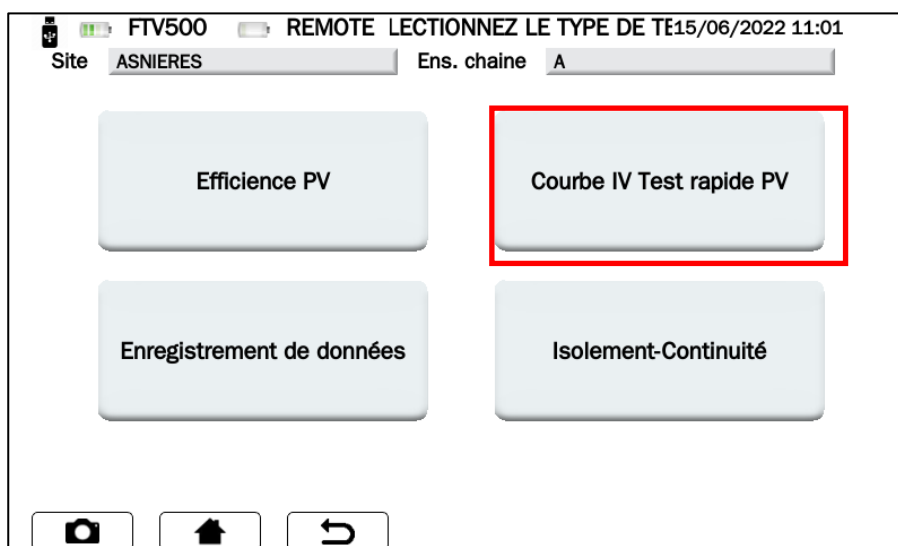 FTV500 REMOTE LECTIONNEZ LE TYPE DE TE 15/06/2022 11:01
Site ASNIERES Ens. chaine A
Efficience PV Courbe IV Test rapide PV
Enregistrement de données Isolement-Continuité